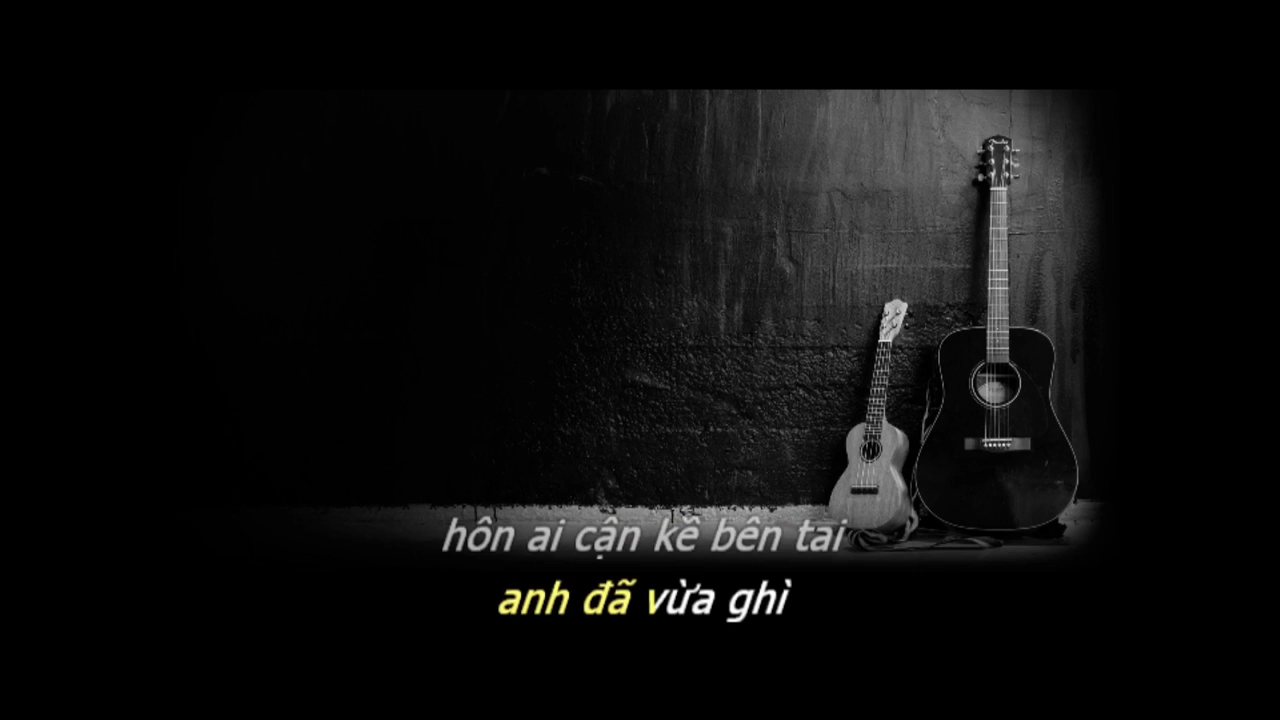 hôn ai cận kề bên tai
anh đã vừa ghì